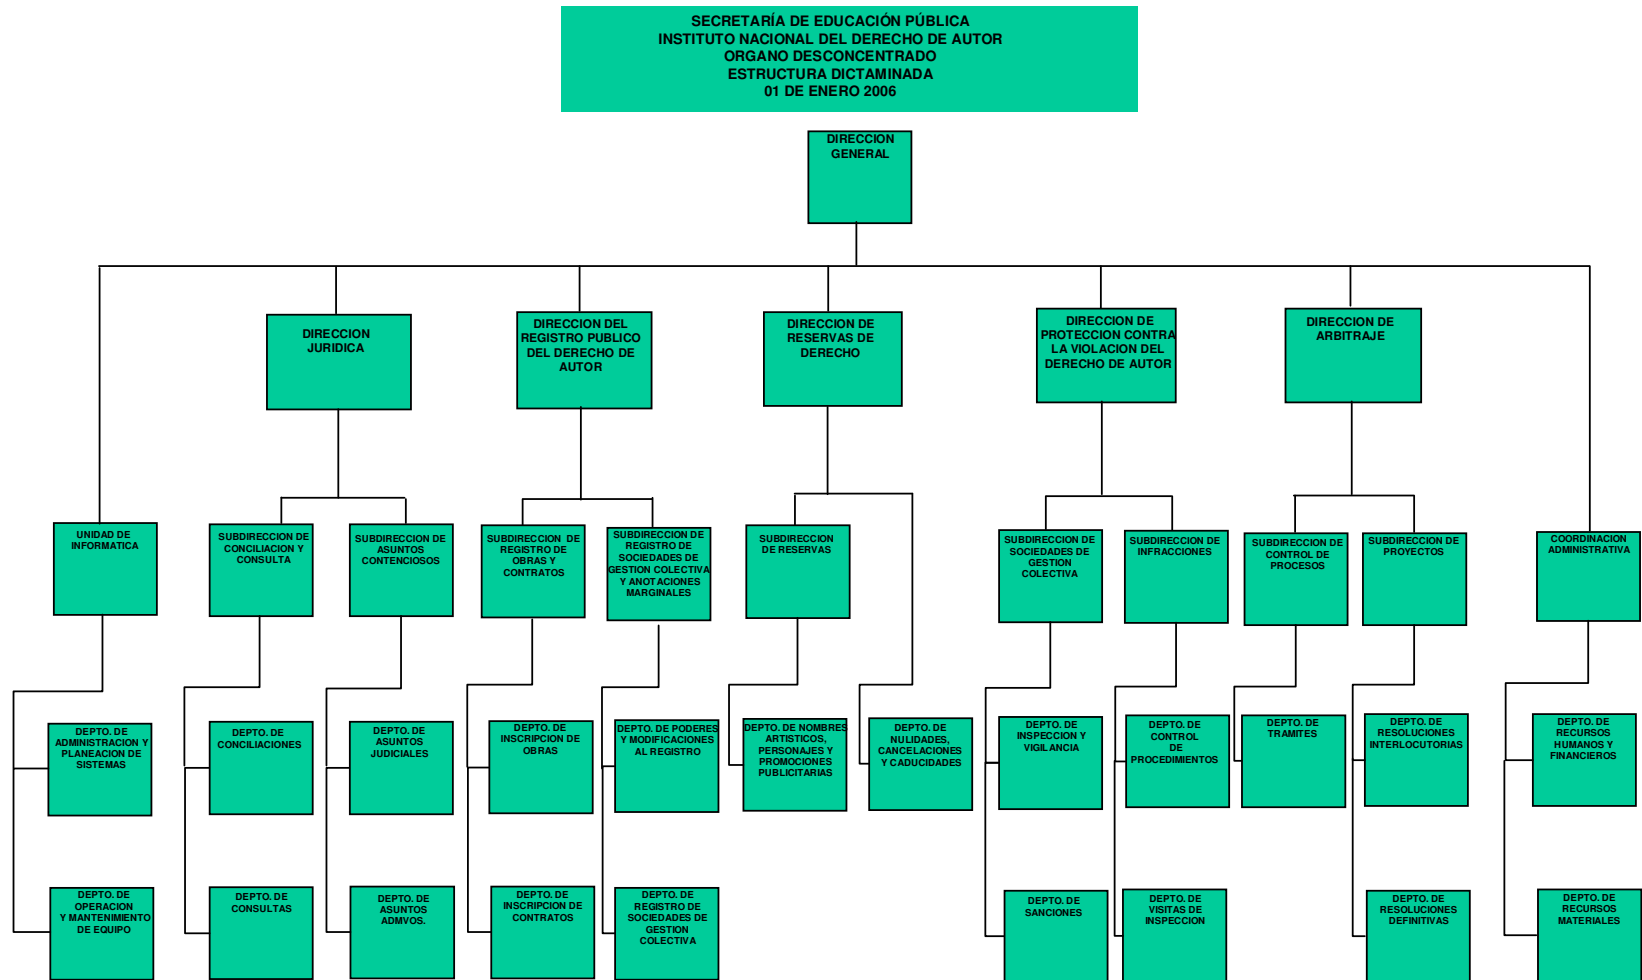 SECRETARÍA DE EDUCACIÓN PÚBLICA
INSTITUTO NACIONAL DEL DERECHO DE AUTOR
ORGANO DESCONCENTRADO
ESTRUCTURA DICTAMINADA
01 DE ENERO 2006
DIRECCION
GENERAL
DIRECCION
JURIDICA
DIRECCION DEL
REGISTRO PUBLICO
DEL DERECHO DE
AUTOR
DIRECCION DE
RESERVAS DE
DERECHO
DIRECCION DE
PROTECCION CONTRA
LA VIOLACION DEL
DERECHO DE AUTOR
DIRECCION DE
ARBITRAJE
UNIDAD DE
INFORMATICA
SUBDIRECCION DE
CONCILIACION Y
CONSULTA
SUBDIRECCION DE
ASUNTOS
CONTENCIOSOS
SUBDIRECCION DE
REGISTRO DE
OBRAS Y
CONTRATOS
SUBDIRECCION DE
REGISTRO DE
SOCIEDADES DE
GESTION COLECTIVA
Y ANOTACIONES
MARGINALES
SUBDIRECCION
DE RESERVAS
SUBDIRECCION DE
SOCIEDADES DE
GESTION
COLECTIVA
SUBDIRECCION DE
INFRACCIONES
SUBDIRECCION DE
CONTROL DE
PROCESOS
SUBDIRECCION DE
PROYECTOS
COORDINACION
ADMINISTRATIVA
DEPTO. DE
ADMINISTRACION Y
PLANEACION DE
SISTEMAS
DEPTO. DE
CONCILIACIONES
DEPTO. DE
ASUNTOS
JUDICIALES
DEPTO. DE
INSCRIPCION DE
OBRAS
DEPTO. DE PODERES
Y MODIFICACIONES
AL REGISTRO
DEPTO. DE NOMBRES
ARTISTICOS,
PERSONAJES Y
PROMOCIONES
PUBLICITARIAS
DEPTO. DE
NULIDADES,
CANCELACIONES
Y CADUCIDADES
DEPTO. DE
INSPECCION Y
VIGILANCIA
DEPTO. DE
CONTROL
DE
PROCEDIMIENTOS
DEPTO. DE
TRAMITES
DEPTO. DE
RESOLUCIONES
INTERLOCUTORIAS
DEPTO. DE
RECURSOS
HUMANOS Y
FINANCIEROS
DEPTO. DE
OPERACION
Y MANTENIMIENTO
DE EQUIPO
DEPTO. DE
CONSULTAS
DEPTO. DE
ASUNTOS
ADMVOS.
DEPTO. DE
INSCRIPCION DE
CONTRATOS
DEPTO. DE
REGISTRO DE
SOCIEDADES DE
GESTION
COLECTIVA
DEPTO. DE
SANCIONES
DEPTO. DE
VISITAS DE
INSPECCION
DEPTO. DE
RESOLUCIONES
DEFINITIVAS
DEPTO. DE
RECURSOS
MATERIALES